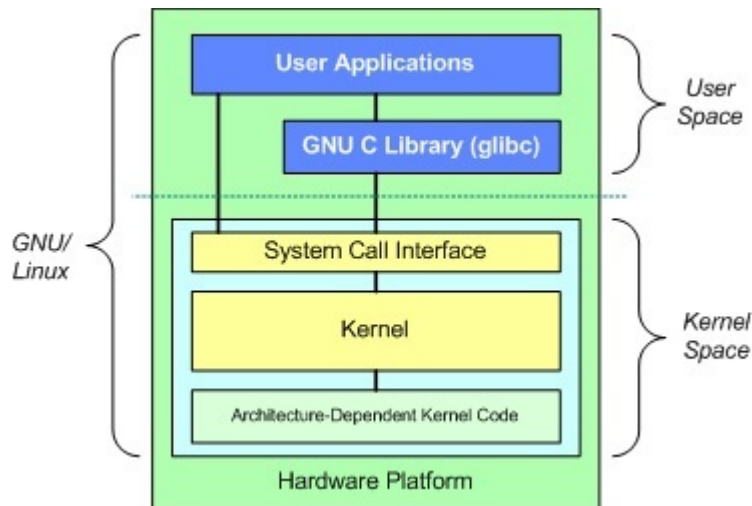 User Applications
GNU C Library (glibc)
User
Space
GNU/
Linux
System Call Interface
Kernel
Kernel
Space
Architecture-Dependent Kernel Code
Hardware Platform